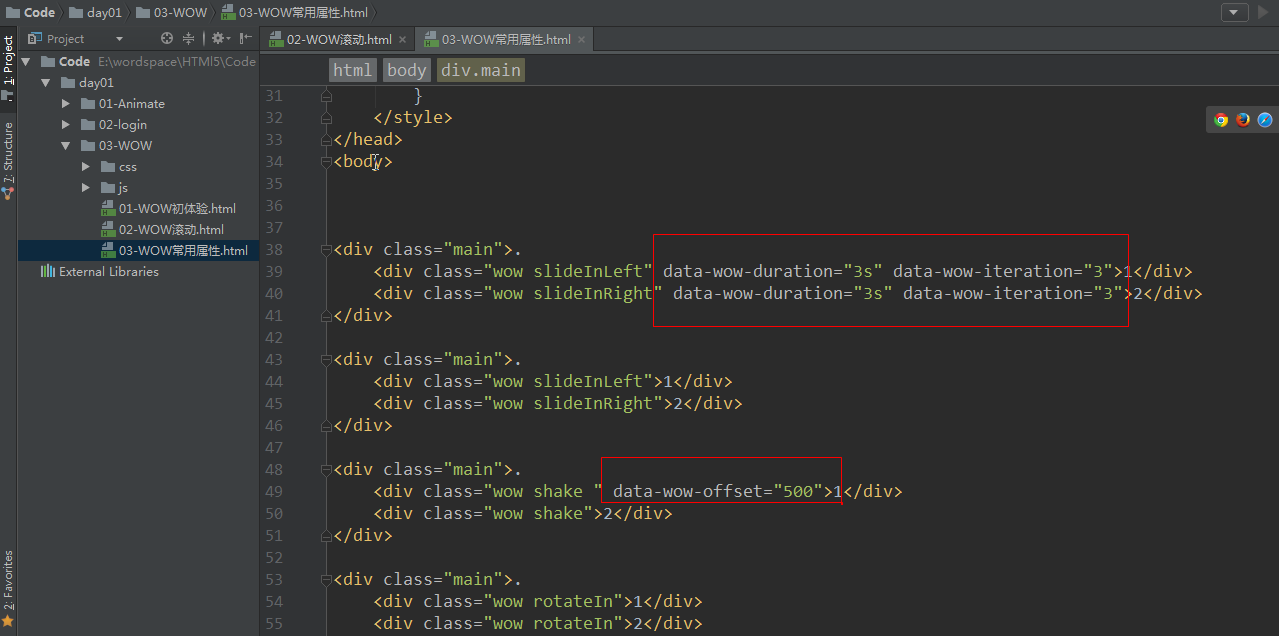 Code day01 03-WOW 03-WOW常用属性.html
Project
02-WOW滚动.html × 03-WOW常用属性.html ×
1: Project
7: Structure
2: Favorites
Code E:\wordspace\HTMl5\Code
day01
01-Animate
02-login
03-WOW
css
js
01-WOW初体验.html
02-WOW滚动.html
03-WOW常用属性.html
External Libraries
html body div.main
31 }
32 </style>
33 </head>
34 <body>
35
36
37
38 <div class="main">.
39 <div class="wow slideInLeft" data-wow-duration="3s" data-wow-iteration="3">1</div>
40 <div class="wow slideInRight" data-wow-duration="3s" data-wow-iteration="3">2</div>
41 </div>
42
43 <div class="main">.
44 <div class="wow slideInLeft">1</div>
45 <div class="wow slideInRight">2</div>
46 </div>
47
48 <div class="main">.
49 <div class="wow shake " data-wow-offset="500">1</div>
50 <div class="wow shake">2</div>
51 </div>
52
53 <div class="main">.
54 <div class="wow rotateIn">1</div>
55 <div class="wow rotateIn">2</div>